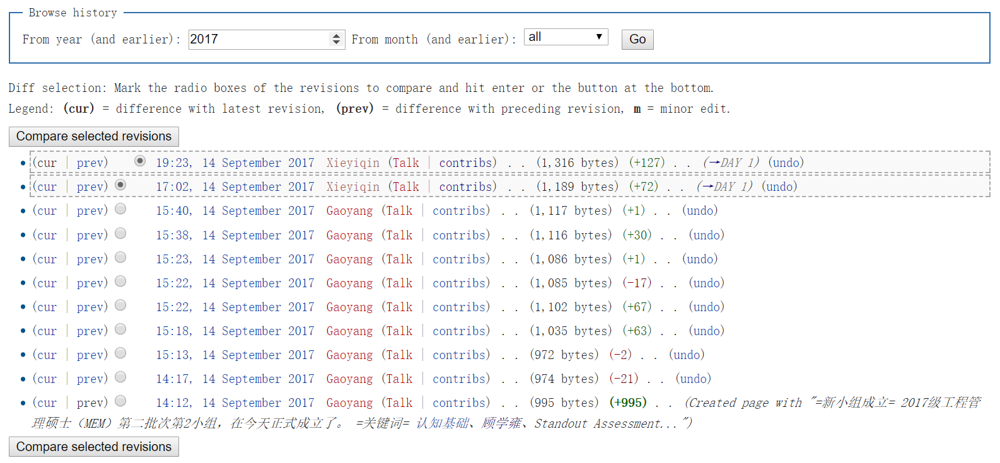 Browse history
From year (and earlier): 2017 From month (and earlier): all Go
Diff selection: Mark the radio boxes of the revisions to compare and hit enter or the button at the bottom.
Legend: (cur) = difference with latest revision, (prev) = difference with preceding revision, m = minor edit.
Compare selected revisions
(cur | prev) 19:23, 14 September 2017 Xieyiqin (Talk | contribs) . . (1,316 bytes) (+127) . . (→DAY 1) (undo)
(cur | prev) 17:02, 14 September 2017 Xieyiqin (Talk | contribs) . . (1,189 bytes) (+72) . . (→DAY 1) (undo)
(cur | prev) 15:40, 14 September 2017 Gaoyang (Talk | contribs) . . (1,117 bytes) (+1) . . (undo)
(cur | prev) 15:38, 14 September 2017 Gaoyang (Talk | contribs) . . (1,116 bytes) (+30) . . (undo)
(cur | prev) 15:23, 14 September 2017 Gaoyang (Talk | contribs) . . (1,086 bytes) (+1) . . (undo)
(cur | prev) 15:22, 14 September 2017 Gaoyang (Talk | contribs) . . (1,085 bytes) (-17) . . (undo)
(cur | prev) 15:22, 14 September 2017 Gaoyang (Talk | contribs) . . (1,102 bytes) (+67) . . (undo)
(cur | prev) 15:18, 14 September 2017 Gaoyang (Talk | contribs) . . (1,035 bytes) (+63) . . (undo)
(cur | prev) 15:13, 14 September 2017 Gaoyang (Talk | contribs) . . (972 bytes) (-2) . . (undo)
(cur | prev) 14:17, 14 September 2017 Gaoyang (Talk | contribs) . . (974 bytes) (-21) . . (undo)
(cur | prev) 14:12, 14 September 2017 Gaoyang (Talk | contribs) . . (995 bytes) (+995) . . (Created page with "=新小组成立= 2017级工程管
理硕士（MEM）第二批次第2小组，在今天正式成立了。 =关键词= 认知基础、顾学雍、Standout Assessment...")
Compare selected revisions